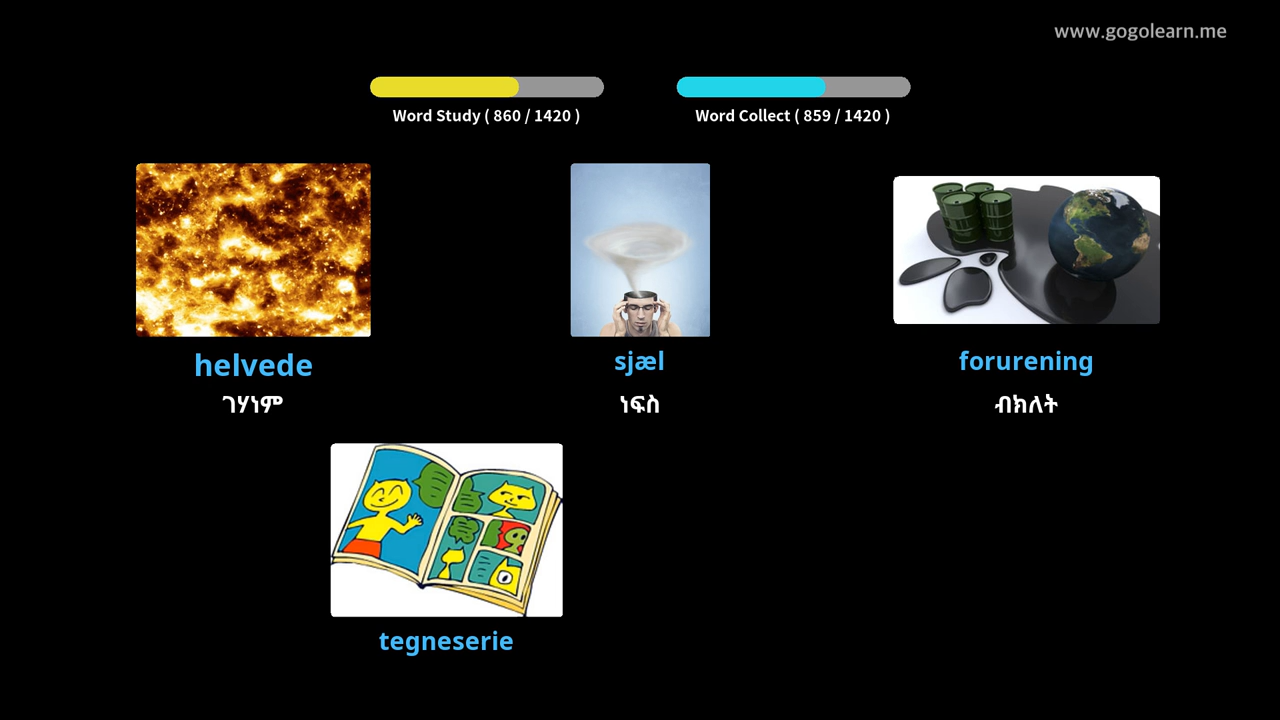 www.gogolearn.me
Word Study ( 860 / 1420 )
Word Collect ( 859 / 1420 )
helvede
sjæl
forurening
ገሃነም
ነፍስ
ብክለት
tegneserie